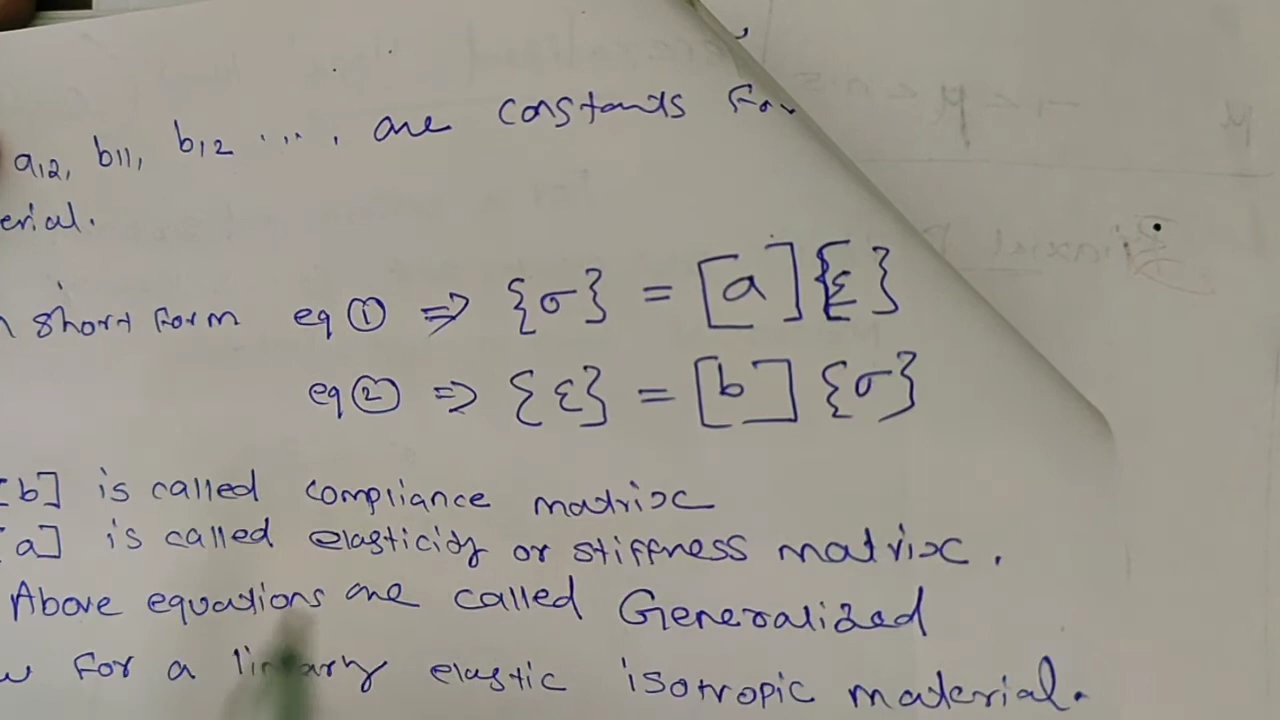 a12, b11, b12 ...., are constants For
erial.
short form eq ① => {σ} = [a] {ε}
eq ② => {ε} = [b] {σ}
[b] is called compliance matrix
[a] is called elasticity or stiffness matrix.
Above equations are called Generalized
for a elastic isotropic material.